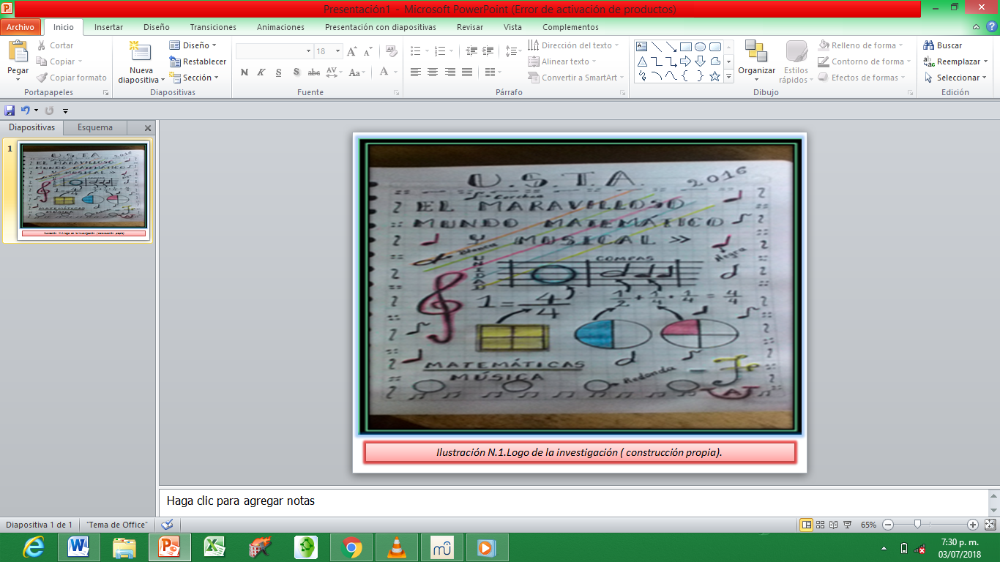 Presentación1 - Microsoft PowerPoint (Error de activación de productos)
Archivo Inicio Insertar Diseño Transiciones Animaciones Presentación con diapositivas Revisar Vista Complementos
Pegar
Cortar
Copiar
Copiar formato
Portapapeles
Nueva diapositiva
Diseño
Restablecer
Sección
Diapositivas
18
N K S S abc AV Aa A
Fuente
Dirección del texto
Alinear texto
Convertir a SmartArt
Párrafo
Organizar
Estilos rápidos
Relleno de forma
Contorno de forma
Efectos de formas
Dibujo
Buscar
Reemplazar
Seleccionar
Edición
Diapositivas Esquema
1
U.S.T.A. 2016
Corchea
EL MARAVILLOSO
MUNDO MATEMÁTICO
Y MUSICAL >>
Blanca
Negra
UNIDAD
COMPAS
1 = 4/4
1/2 + 1/4 + 1/4 = 4/4
MATEMÁTICAS
MÚSICA
Redonda
Ilustración N.1.Logo de la investigación ( construcción propia).
Haga clic para agregar notas
Diapositiva 1 de 1 "Tema de Office" 65%
7:30 p. m.
03/07/2018